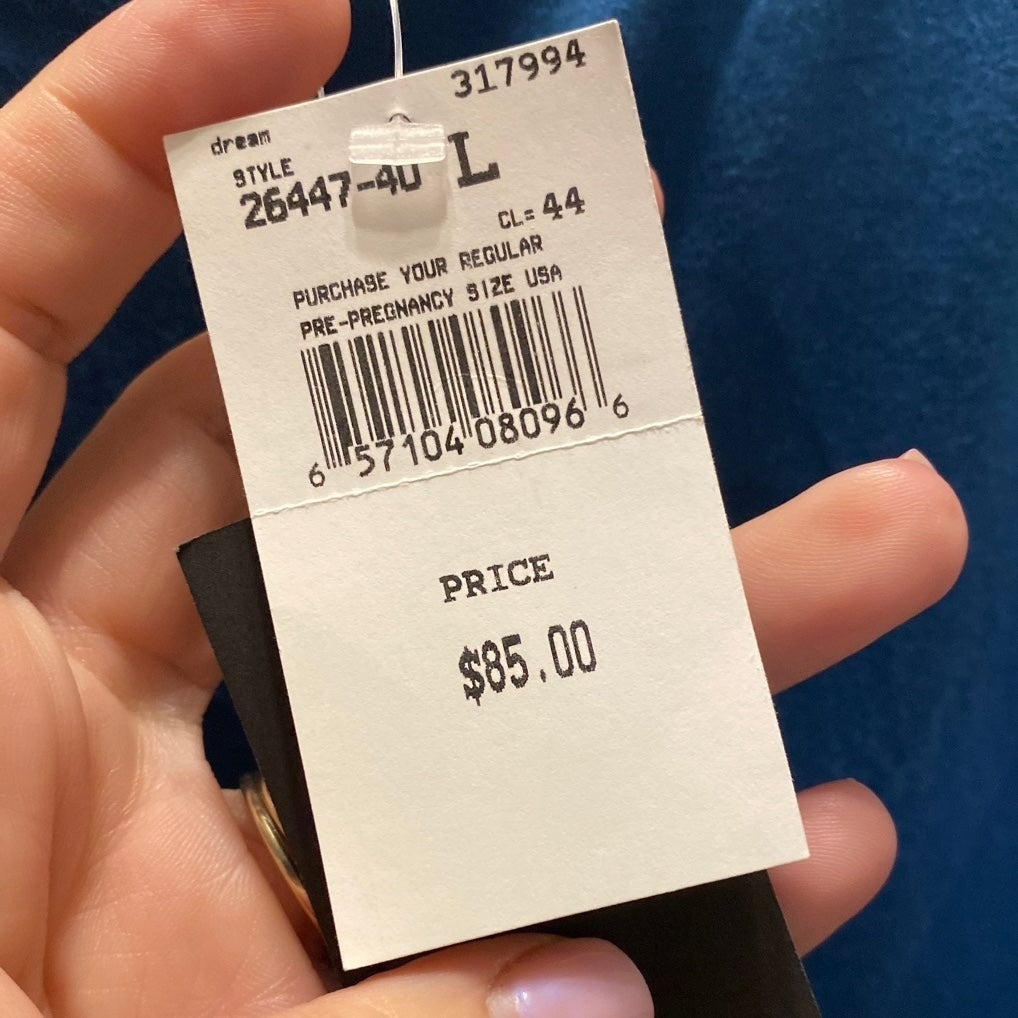 317994
dream
STYLE
26447-40 L
CL= 44
PURCHASE YOUR REGULAR
PRE-PREGNANCY SIZE USA
6 57104 08096 6
PRICE
$85.00